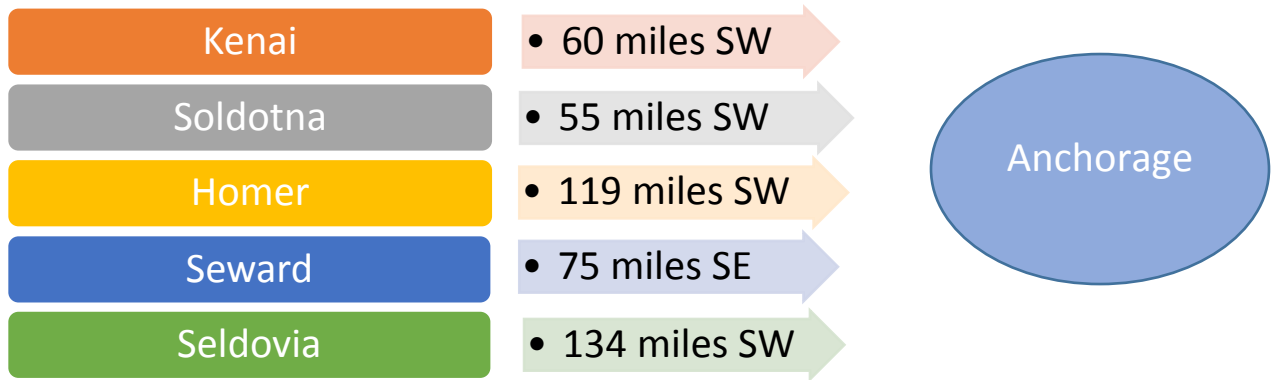 Kenai
• 60 miles SW
Soldotna
• 55 miles SW
Homer
• 119 miles SW
Seward
• 75 miles SE
Seldovia
• 134 miles SW
Anchorage